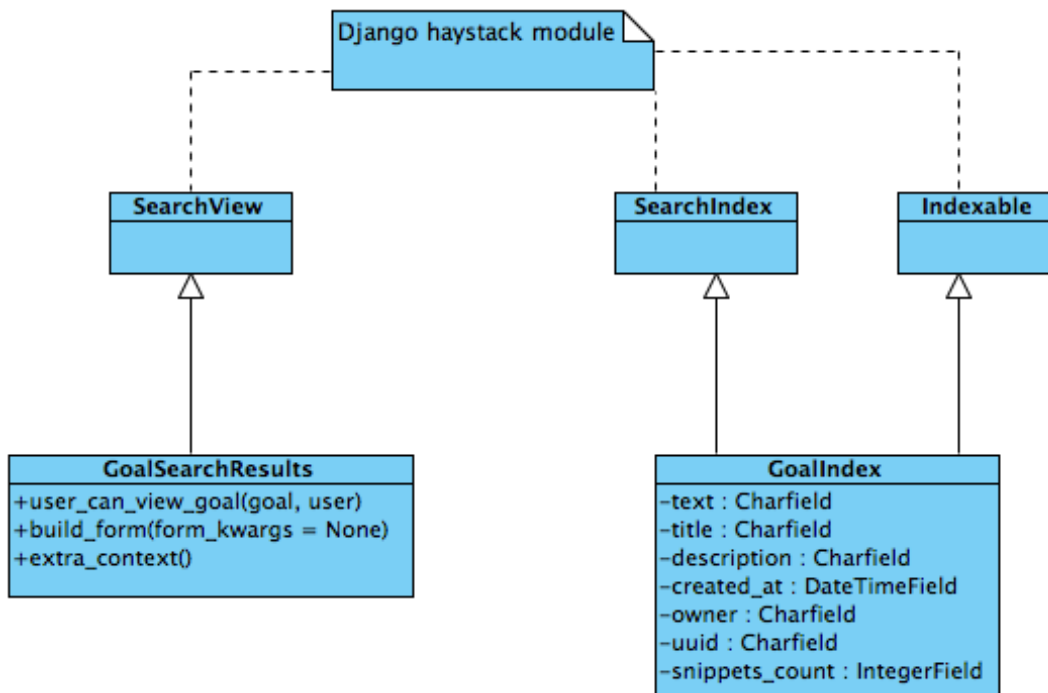 Django haystack module
SearchView
SearchIndex
Indexable
GoalSearchResults
+user_can_view_goal(goal, user)
+build_form(form_kwargs = None)
+extra_context()
GoalIndex
-text : Charfield
-title : Charfield
-description : Charfield
-created_at : DateTimeField
-owner : Charfield
-uuid : Charfield
-snippets_count : IntegerField